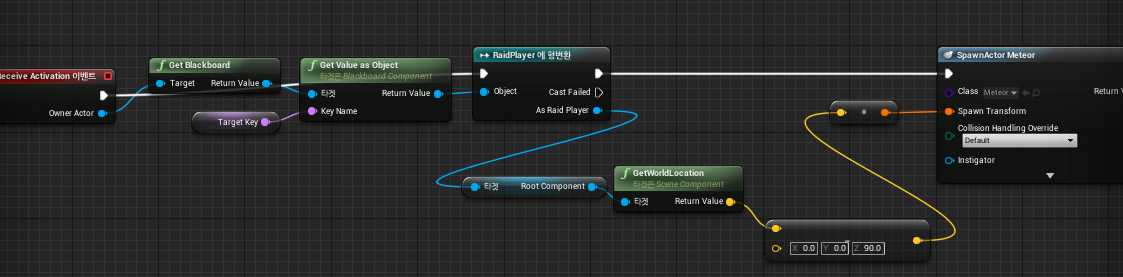 Receive Activation 이벤트
Owner Actor
Get Blackboard
Target Return Value
Target Key
Get Value as Object
타겟은 Blackboard Component
타겟 Return Value
Key Name
RaidPlayer 에 형변환
Cast Failed
Object
As Raid Player
타겟 Root Component
GetWorldLocation
타겟은 Scene Component
타겟 Return Value
X 0.0 Y 0.0 Z 90.0
SpawnActor Meteor
Class Meteor
Return V
Spawn Transform
Collision Handling Override
Default
Instigator